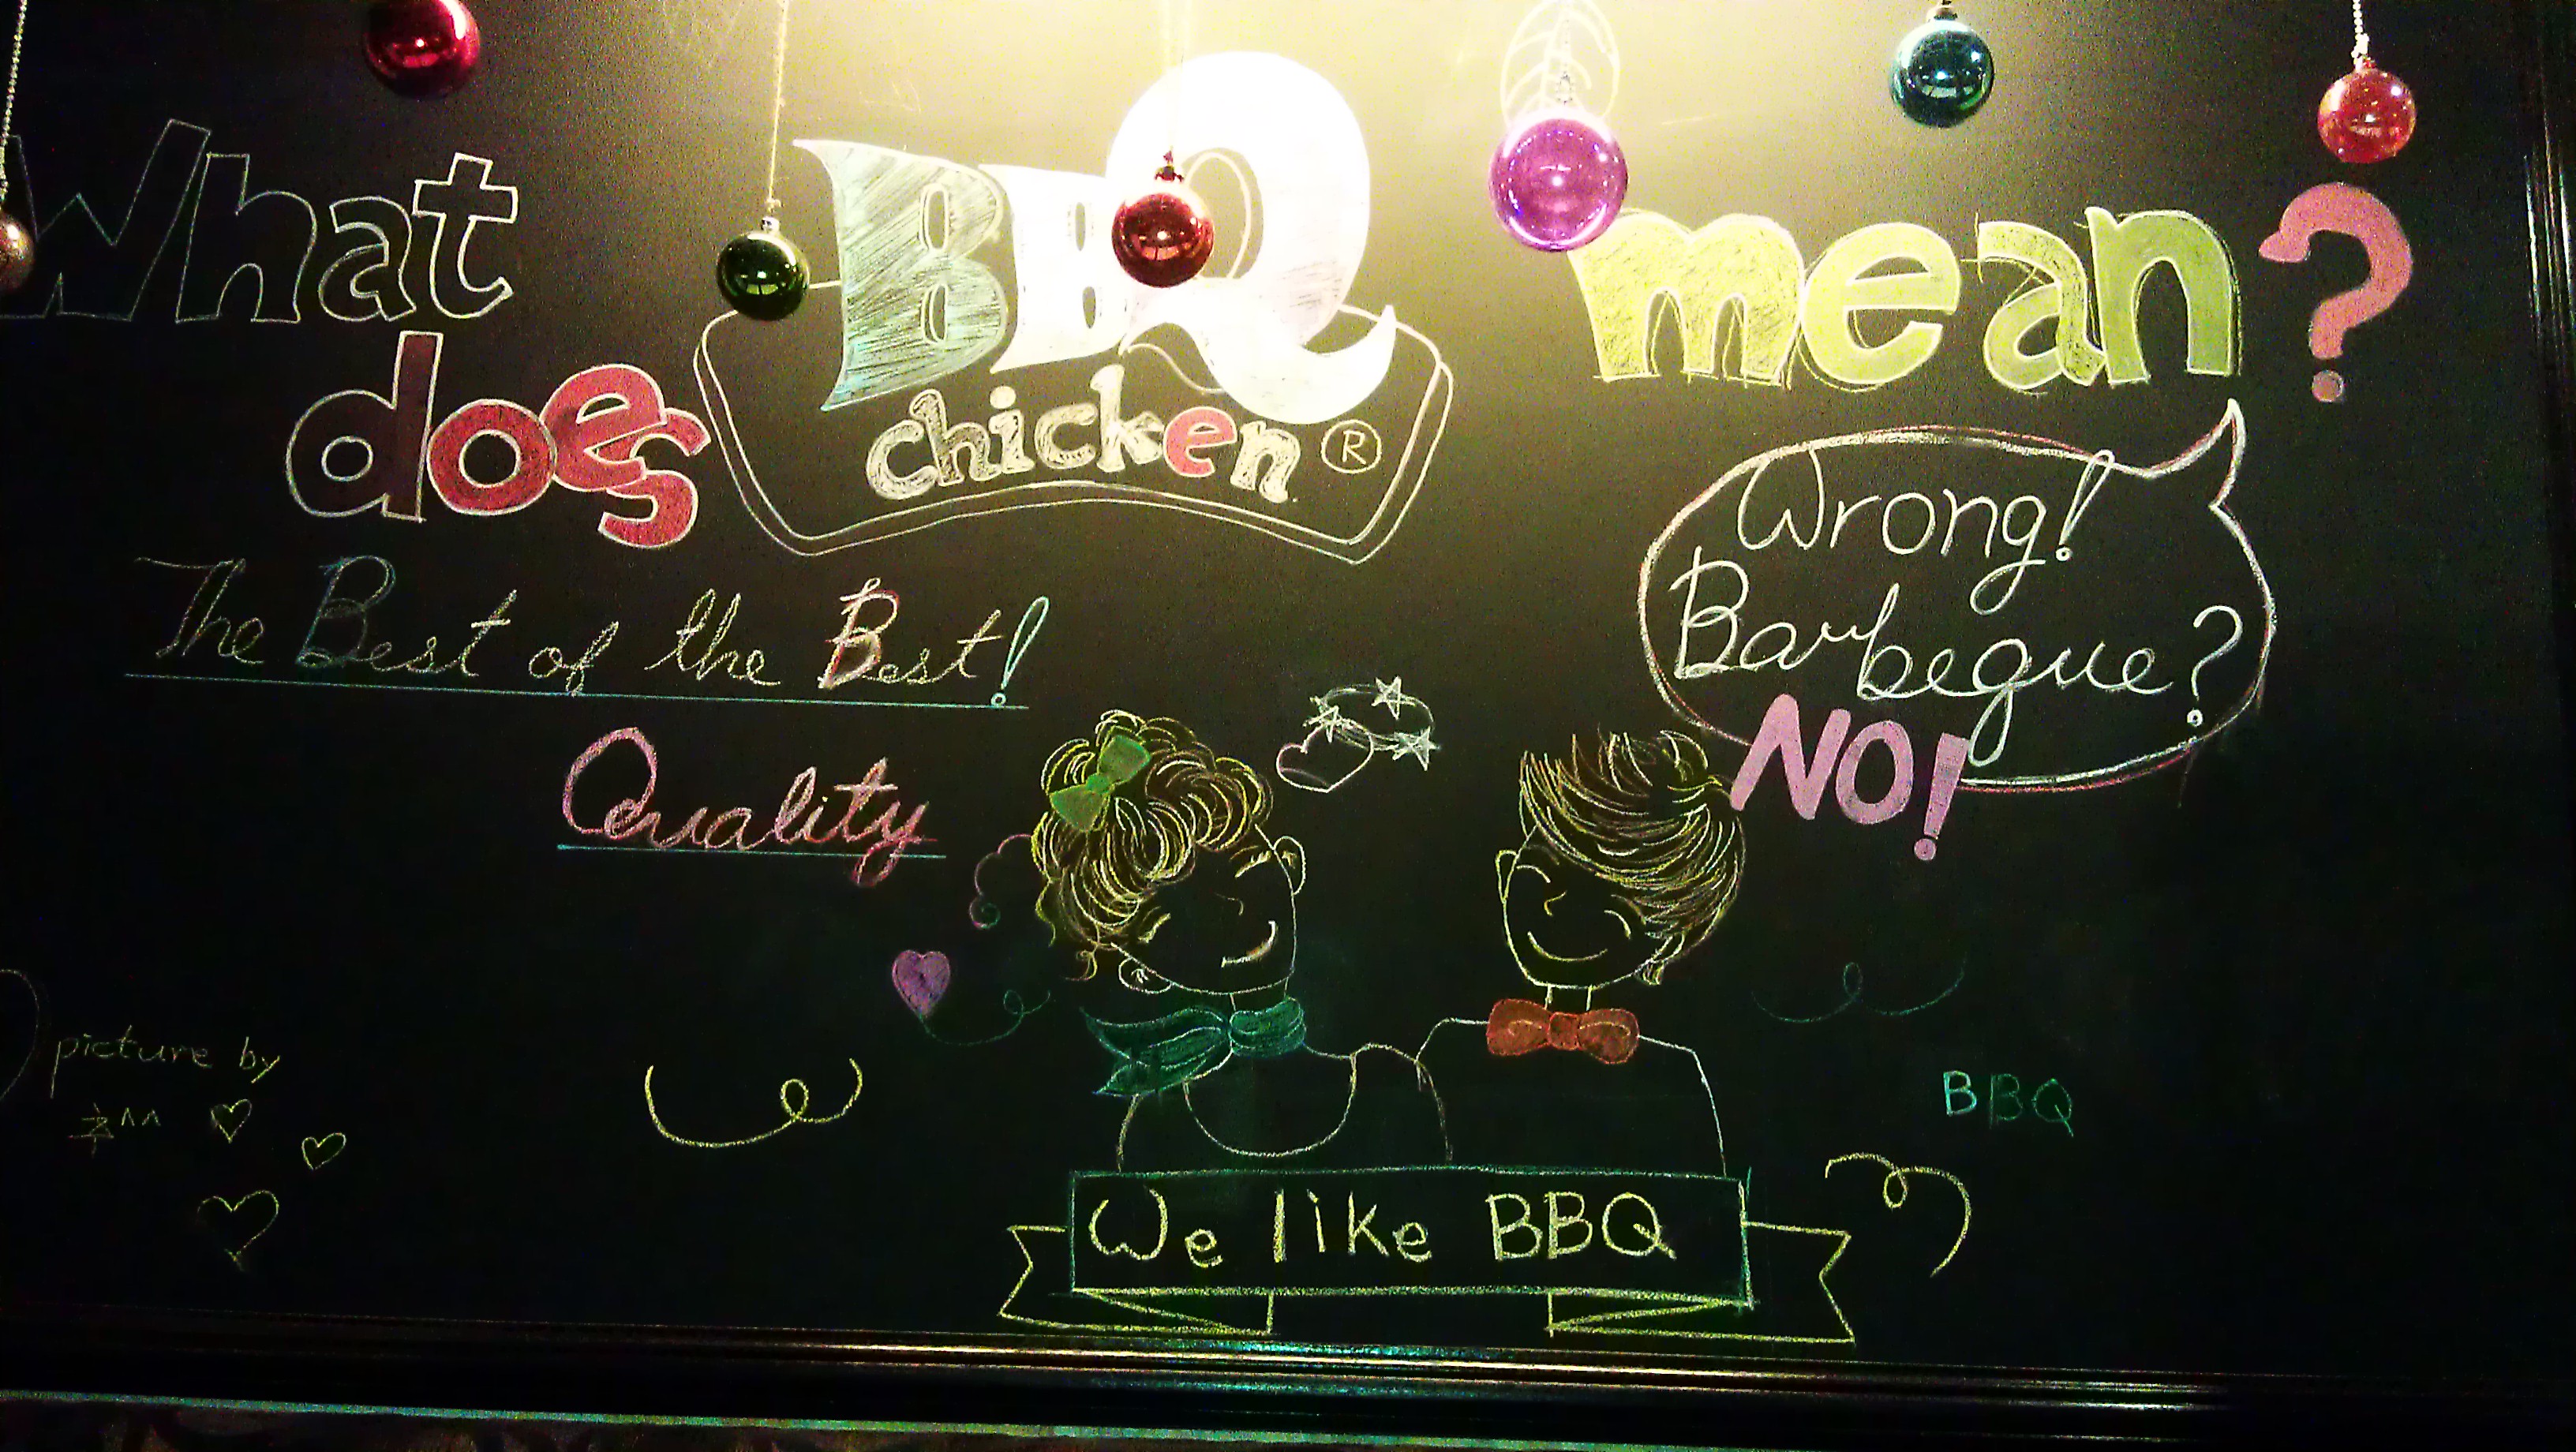 What
does
BBQ
chicken ®
mean?
The Best of the Best!
Quality
Wrong!
Barbeque?
NO!
picture by
We like BBQ
BBQ